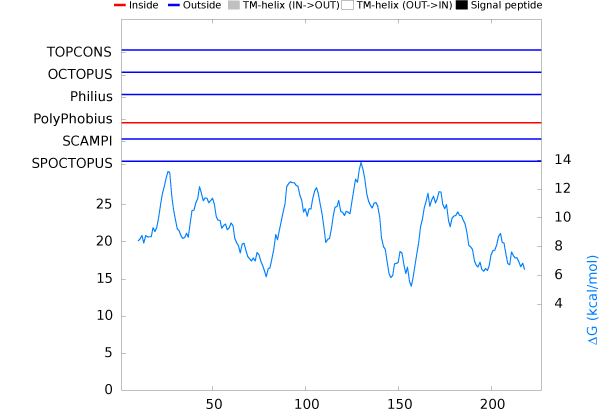 Inside Outside TM-helix (IN->OUT) TM-helix (OUT->IN) Signal peptide
TOPCONS
OCTOPUS
Philius
PolyPhobius
SCAMPI
SPOCTOPUS 14
12
25
10
20
8
15
6
4
10
5
0
50 100 150 200
ΔG (kcal/mol)